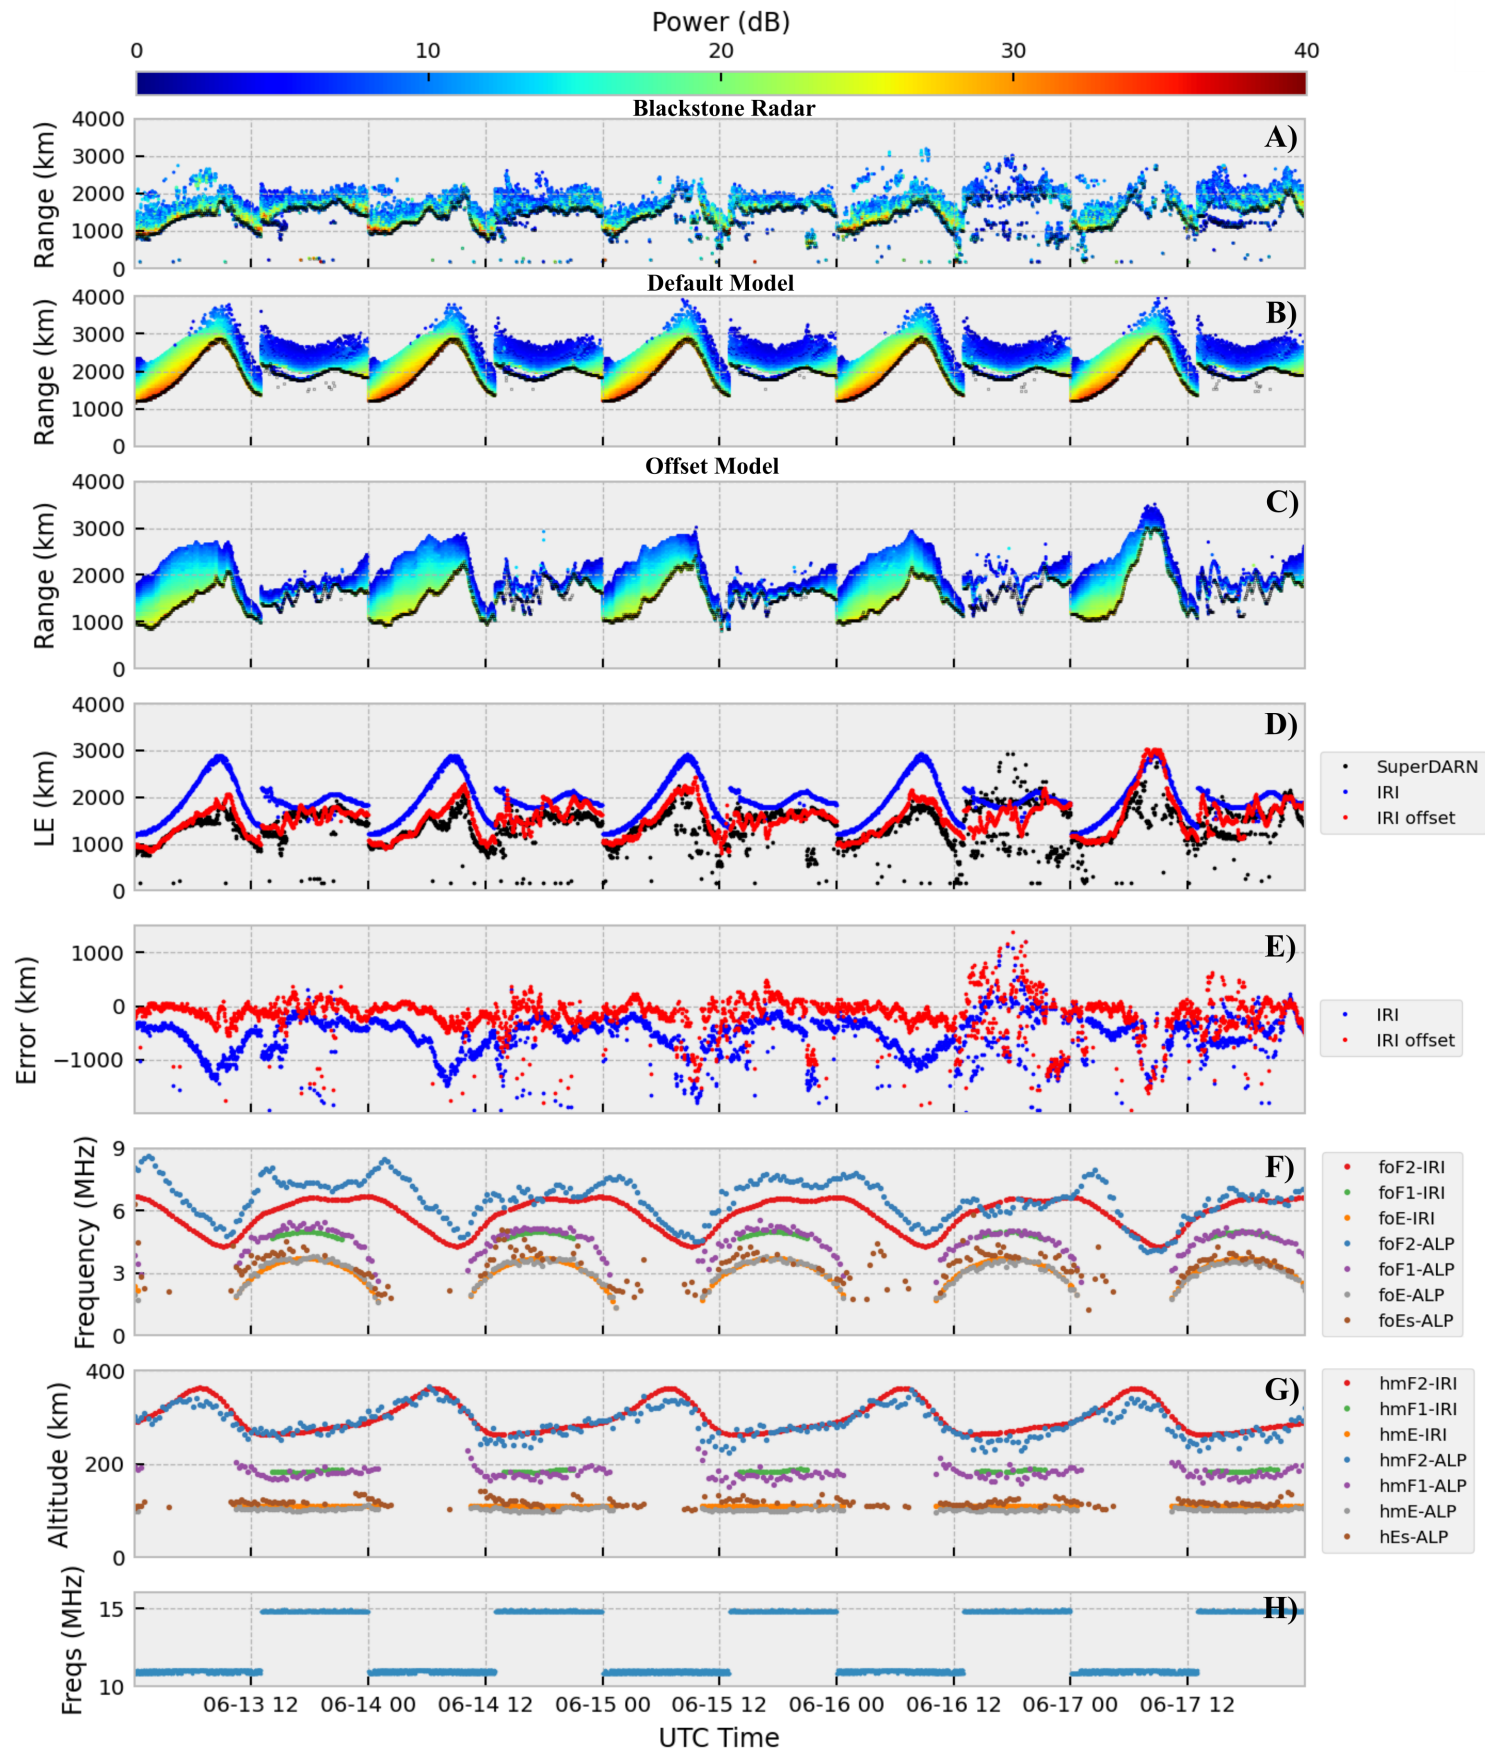 Power (dB)
0 10 20 30 40
Blackstone Radar
A)
Range (km)
4000
3000
2000
1000
0
Default Model
B)
Range (km)
4000
3000
2000
1000
0
Offset Model
C)
Range (km)
4000
3000
2000
1000
0
D)
LE (km)
4000
3000
2000
1000
0
SuperDARN
IRI
IRI offset
E)
Error (km)
1000
0
−1000
IRI
IRI offset
F)
Frequency (MHz)
9
6
3
0
foF2-IRI
foF1-IRI
foE-IRI
foF2-ALP
foF1-ALP
foE-ALP
foEs-ALP
G)
Altitude (km)
400
200
0
hmF2-IRI
hmF1-IRI
hmE-IRI
hmF2-ALP
hmF1-ALP
hmE-ALP
hEs-ALP
H)
Freqs (MHz)
15
10
06-13 12 06-14 00 06-14 12 06-15 00 06-15 12 06-16 00 06-16 12 06-17 00 06-17 12
UTC Time